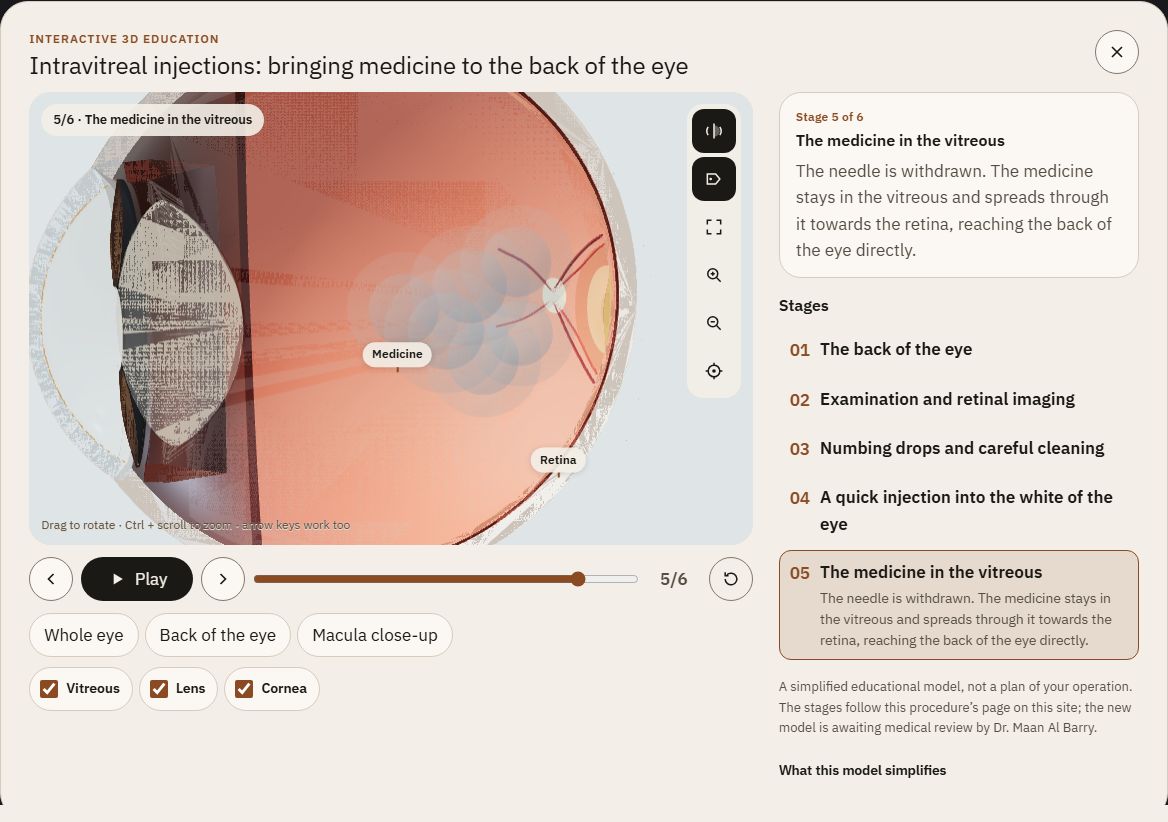 INTERACTIVE 3D EDUCATION
Intravitreal injections: bringing medicine to the back of the eye
5/6 · The medicine in the vitreous
Medicine
Retina
Drag to rotate · Ctrl + scroll to zoom · arrow keys work too
Play
5/6
Whole eye
Back of the eye
Macula close-up
Vitreous
Lens
Cornea
Stage 5 of 6
The medicine in the vitreous
The needle is withdrawn. The medicine
stays in the vitreous and spreads through
it towards the retina, reaching the back of
the eye directly.
Stages
01 The back of the eye
02 Examination and retinal imaging
03 Numbing drops and careful cleaning
04 A quick injection into the white of the
eye
05 The medicine in the vitreous
The needle is withdrawn. The medicine stays in
the vitreous and spreads through it towards the
retina, reaching the back of the eye directly.
A simplified educational model, not a plan of your operation.
The stages follow this procedure’s page on this site; the new
model is awaiting medical review by Dr. Maan Al Barry.
What this model simplifies